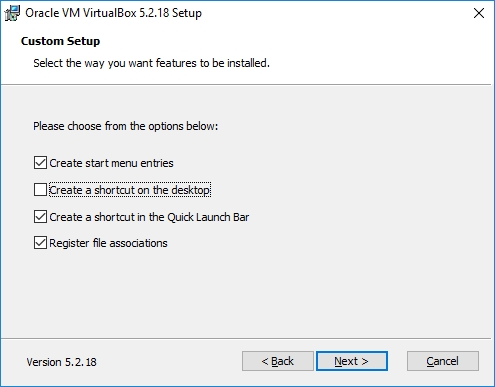 Oracle VM VirtualBox 5.2.18 Setup
Custom Setup
Select the way you want features to be installed.
Please choose from the options below:
Create start menu entries
Create a shortcut on the desktop
Create a shortcut in the Quick Launch Bar
Register file associations
Version 5.2.18
< Back
Next >
Cancel